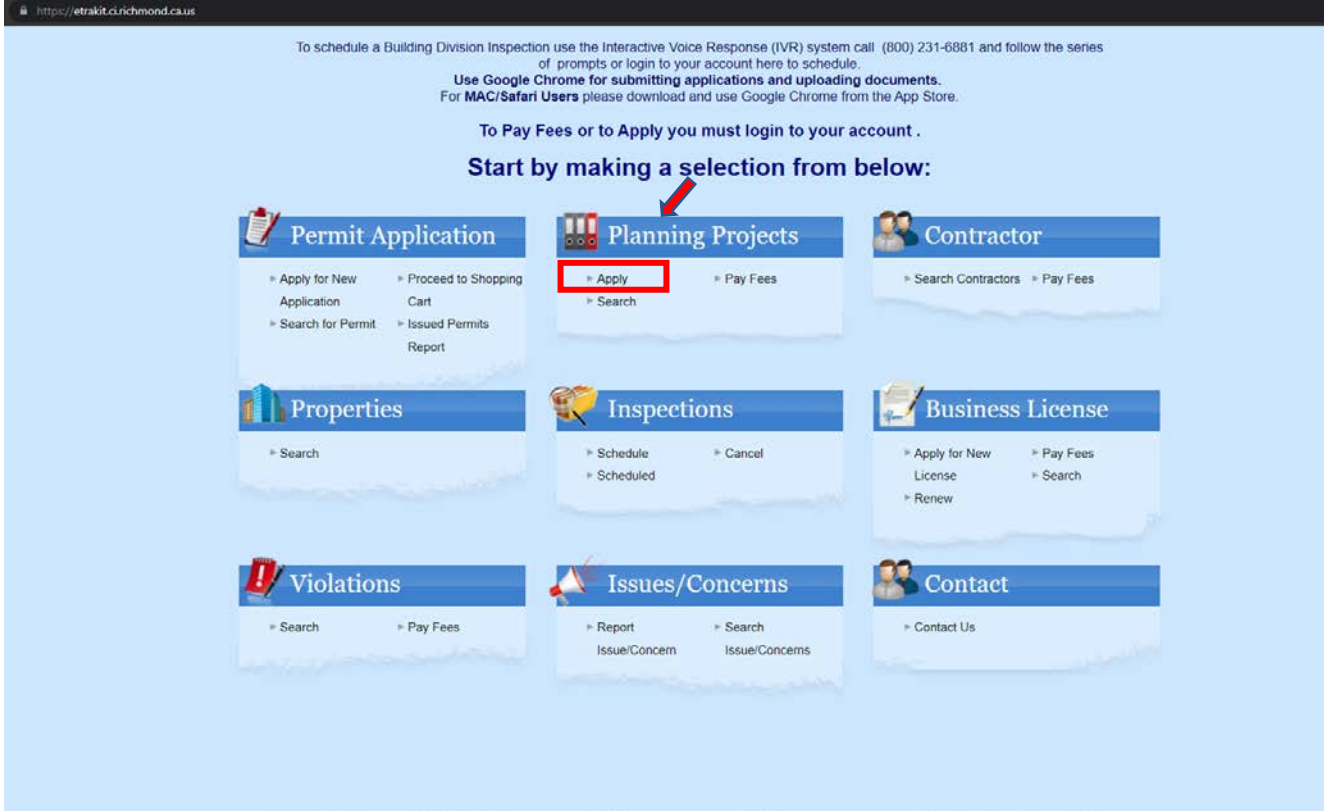 https://etrakit.ci.richmond.ca.us
To schedule a Building Division Inspection use the Interactive Voice Response (IVR) system call (800) 231-6881 and follow the series
of prompts or login to your account here to schedule.
Use Google Chrome for submitting applications and uploading documents.
For MAC/Safari Users please download and use Google Chrome from the App Store.
To Pay Fees or to Apply you must login to your account .
Start by making a selection from below:
Permit Application
Apply for New
Application
Search for Permit
Proceed to Shopping
Cart
Issued Permits
Report
Planning Projects
Apply
Search
Pay Fees
Contractor
Search Contractors
Pay Fees
Properties
Search
Inspections
Schedule
Scheduled
Cancel
Business License
Apply for New
License
Renew
Pay Fees
Search
Violations
Search
Pay Fees
Issues/Concerns
Report
Issue/Concern
Search
Issue/Concerns
Contact
Contact Us